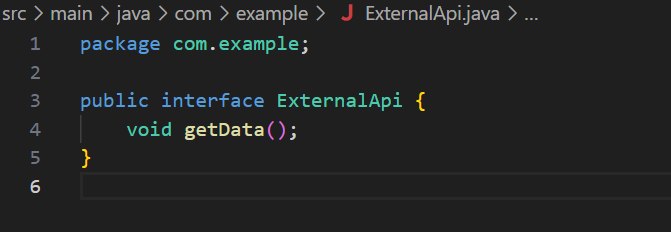 src > main > java > com > example > J ExternalApi.java > ...
1 package com.example;
2
3 public interface ExternalApi {
4     void getData();
5 }
6